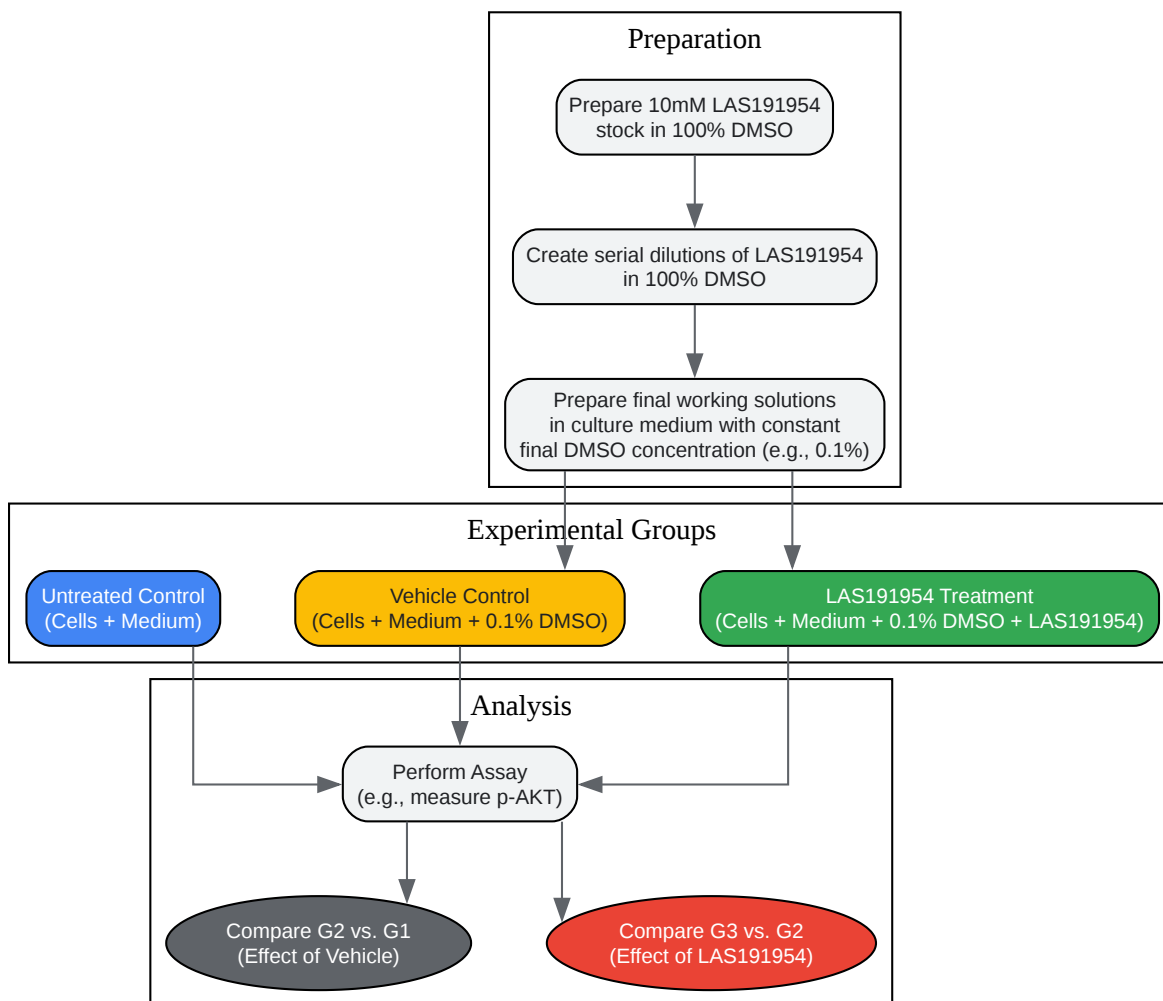 Preparation
Prepare 10mM LAS191954
stock in 100% DMSO
Create serial dilutions of LAS191954
in 100% DMSO
Prepare final working solutions
in culture medium with constant
final DMSO concentration (e.g., 0.1%)
Experimental Groups
Untreated Control
(Cells + Medium)
Vehicle Control
(Cells + Medium + 0.1% DMSO)
LAS191954 Treatment
(Cells + Medium + 0.1% DMSO + LAS191954)
Analysis
Perform Assay
(e.g., measure p-AKT)
Compare G2 vs. G1
(Effect of Vehicle)
Compare G3 vs. G2
(Effect of LAS191954)